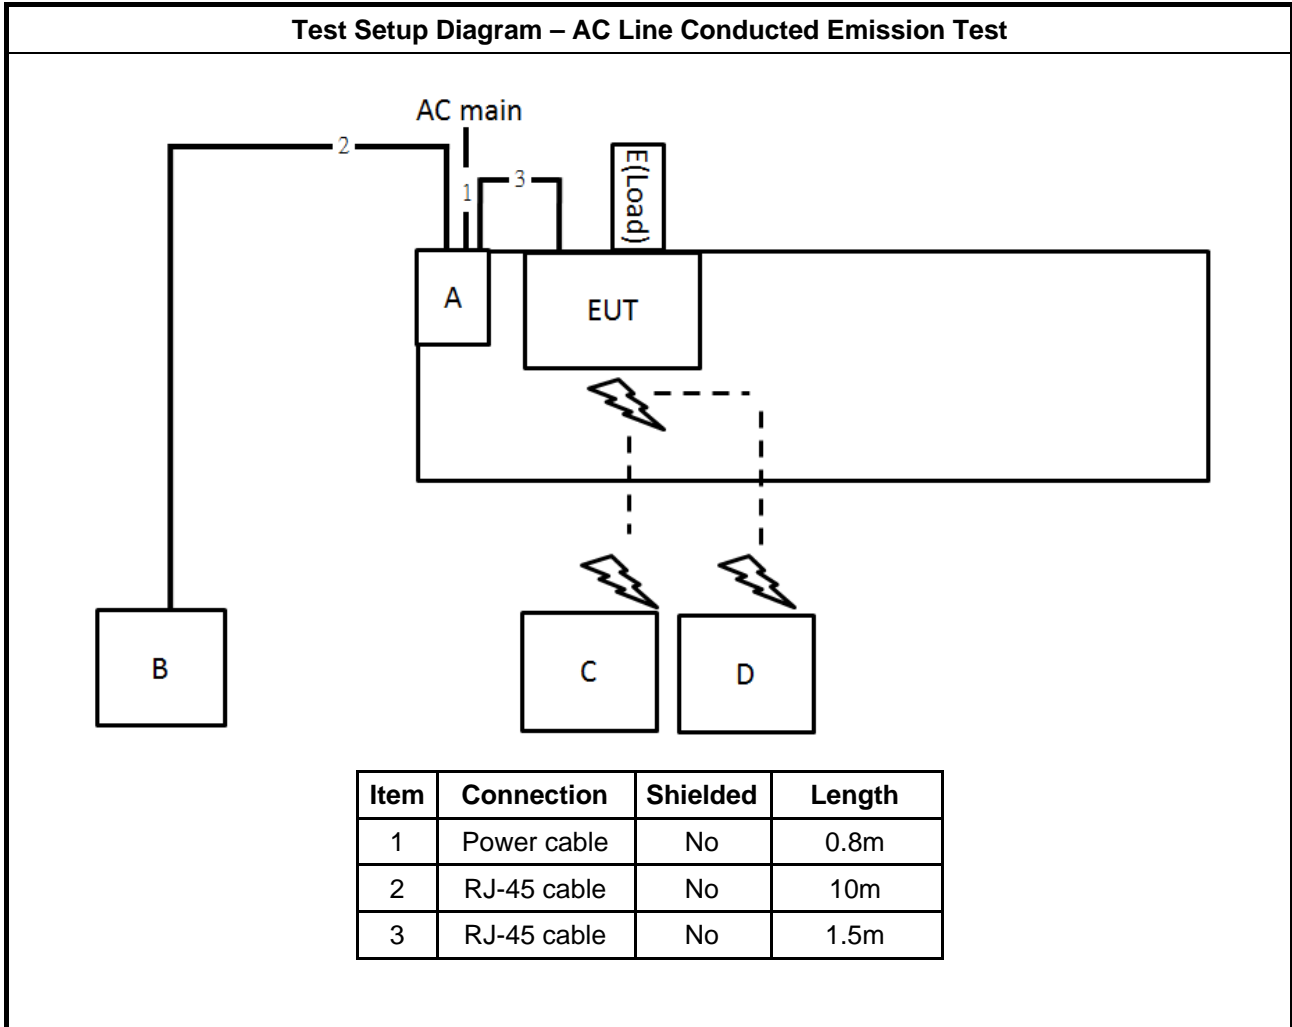 Test Setup Diagram – AC Line Conducted Emission Test
AC main
2
1
3
E(Load)
A
EUT
B
C
D
Item Connection Shielded Length
1 Power cable No 0.8m
2 RJ-45 cable No 10m
3 RJ-45 cable No 1.5m